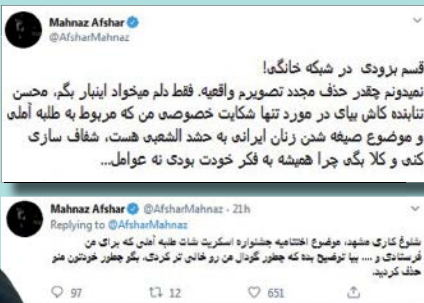 Mahnaz Afshar
@AfsharMahnaz
قسم بزودی در شبکه خانگی!
نمیدونم چقدر حذف مجدد تصویرم واقعیه. فقط دلم میخواد اینبار بگم. محسن
تنابنده کاش بیای در مورد تنها شکایت خصوصی من که مربوط به طلبه آملی
و موضوع صیغه شدن زنان ایرانی به حشد الشعبی هست، شفاف سازی
کنی و کلا بگی چرا همیشه به فکر خودت بودی نه عوامل...
Mahnaz Afshar @AfsharMahnaz · 21h
Replying to @AfsharMahnaz
شلوغ کاری مشهد، موضوع اختتامیه جشنواره اسکرین شات طلبه آملی که برای من
فرستادی و .... بیا توضیح بده که چطور گودال من رو خالی تر کردی. بگو چطور خودتون منو
حذف کردید.
97 12 651